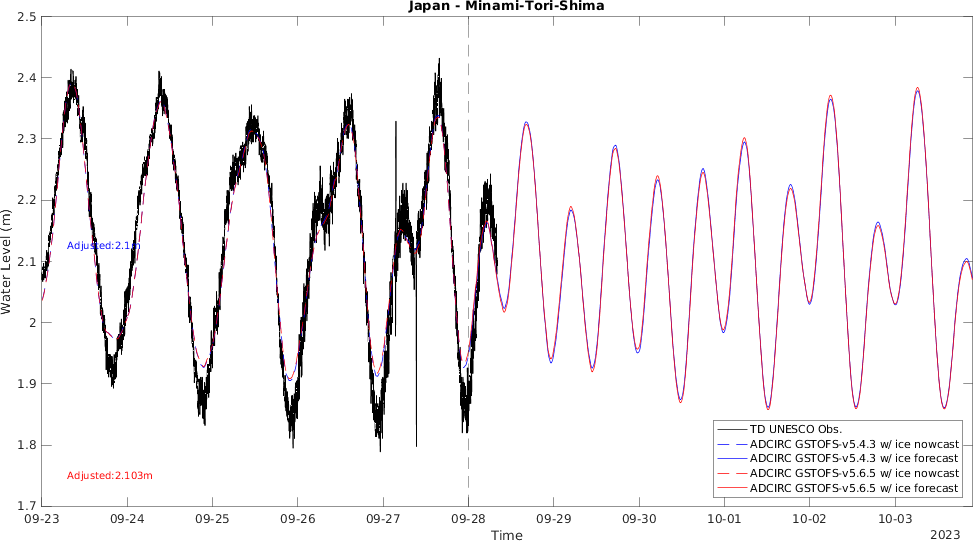 Japan - Minami-Tori-Shima
2.5
2.4
2.3
2.2
2.1
2
1.9
1.8
1.7
Water Level (m)
Adjusted:2.1m
Adjusted:2.103m
TD UNESCO Obs.
ADCIRC GSTOFS-v5.4.3 w/ ice nowcast
ADCIRC GSTOFS-v5.4.3 w/ ice forecast
ADCIRC GSTOFS-v5.6.5 w/ ice nowcast
ADCIRC GSTOFS-v5.6.5 w/ ice forecast
09-23 09-24 09-25 09-26 09-27 09-28 09-29 09-30 10-01 10-02 10-03
Time
2023